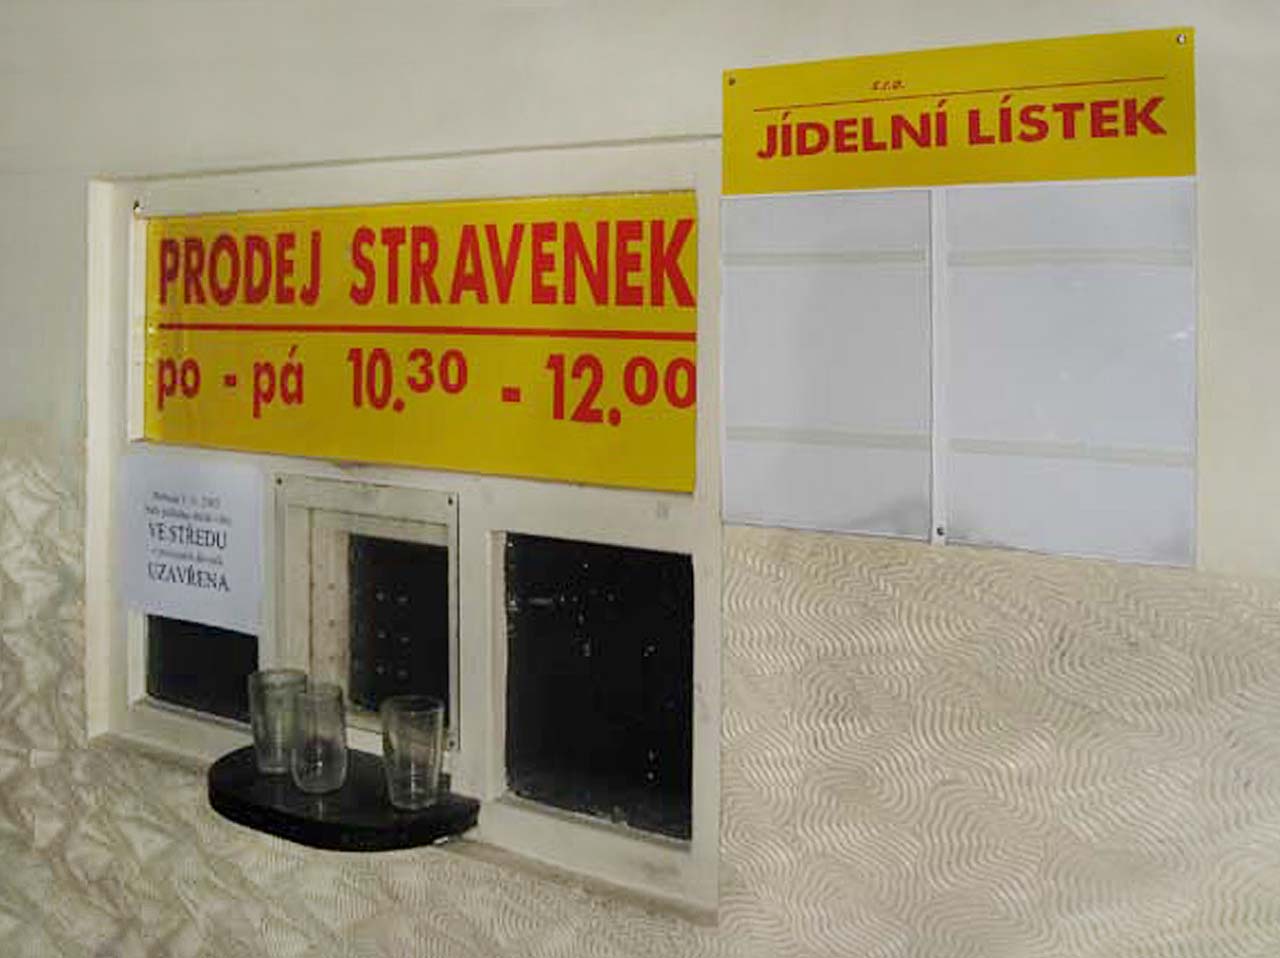 PRODEJ STRAVENEK
po - pá 10.30 - 12.00
s.r.o.
JÍDELNÍ LÍSTEK
VE STŘEDU
UZAVŘENA